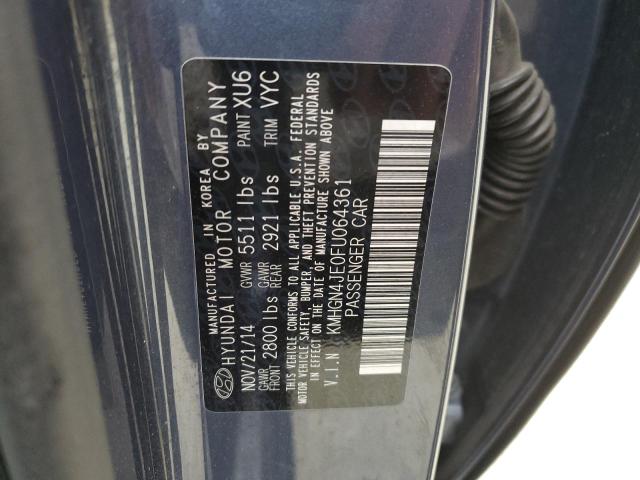 MANUFACTURED IN KOREA BY
HYUNDAI MOTOR COMPANY
NOV/21/14 GVWR 5511 lbs PAINT XU6
GAWR FRONT 2800 lbs GAWR REAR 2921 lbs TRIM VYC
THIS VEHICLE CONFORMS TO ALL APPLICABLE U.S.A. FEDERAL
MOTOR VEHICLE SAFETY, BUMPER, AND THEFT PREVENTION STANDARDS
IN EFFECT ON THE DATE OF MANUFACTURE SHOWN ABOVE
V.I.N KMHGN4JE0FU064361
PASSENGER CAR